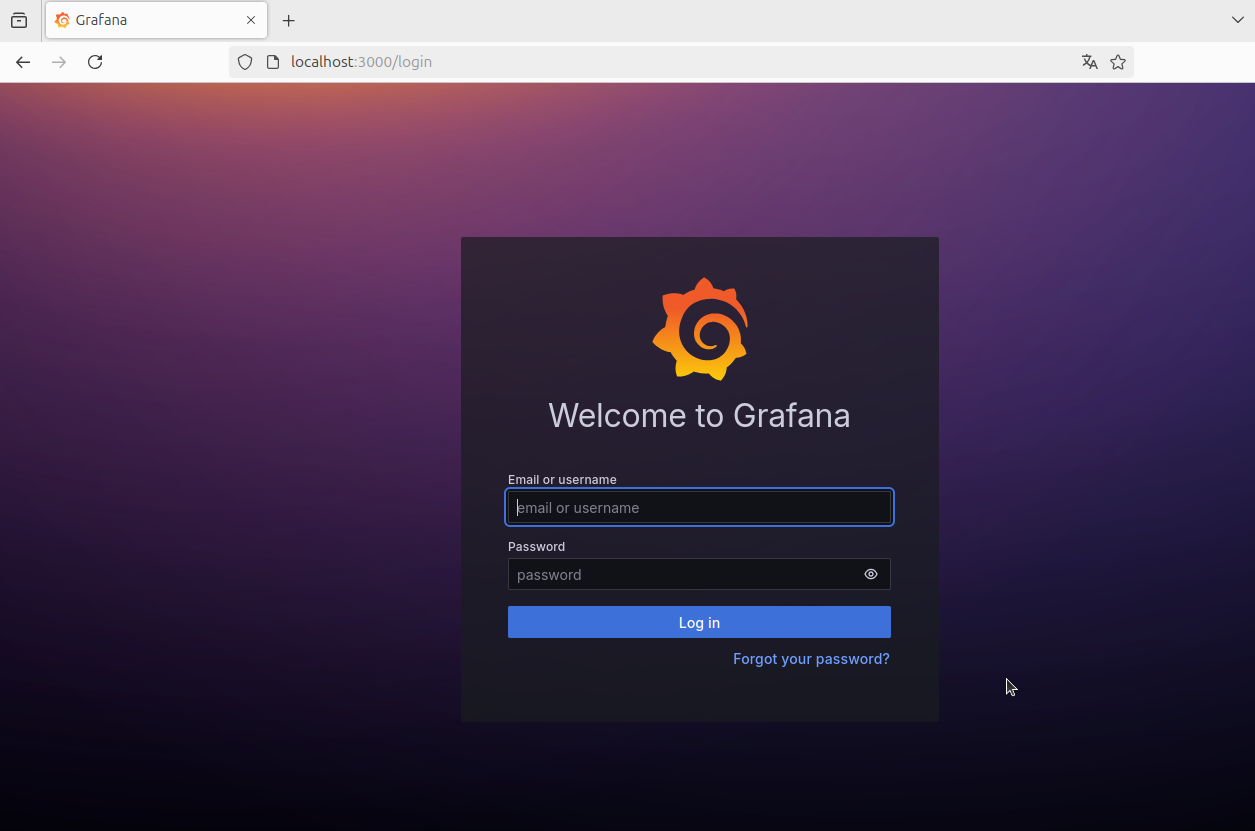 Grafana
localhost:3000/login
Welcome to Grafana
Email or username
email or username
Password
password
Log in
Forgot your password?